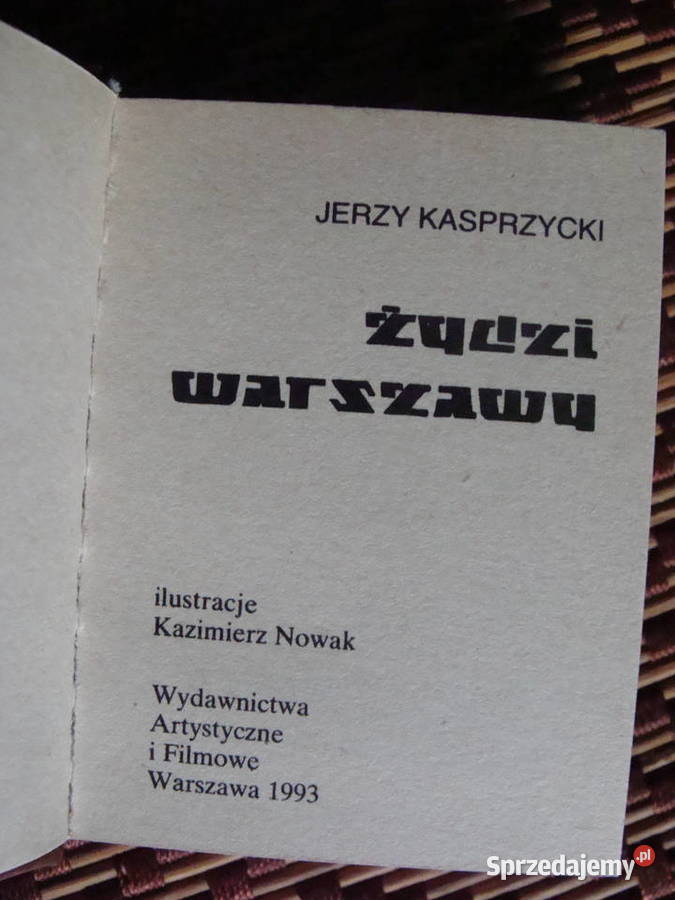 JERZY KASPRZYCKI
żydzi
warszawy
ilustracje
Kazimierz Nowak
Wydawnictwa
Artystyczne
i Filmowe
Warszawa 1993
Sprzedajemy.pl